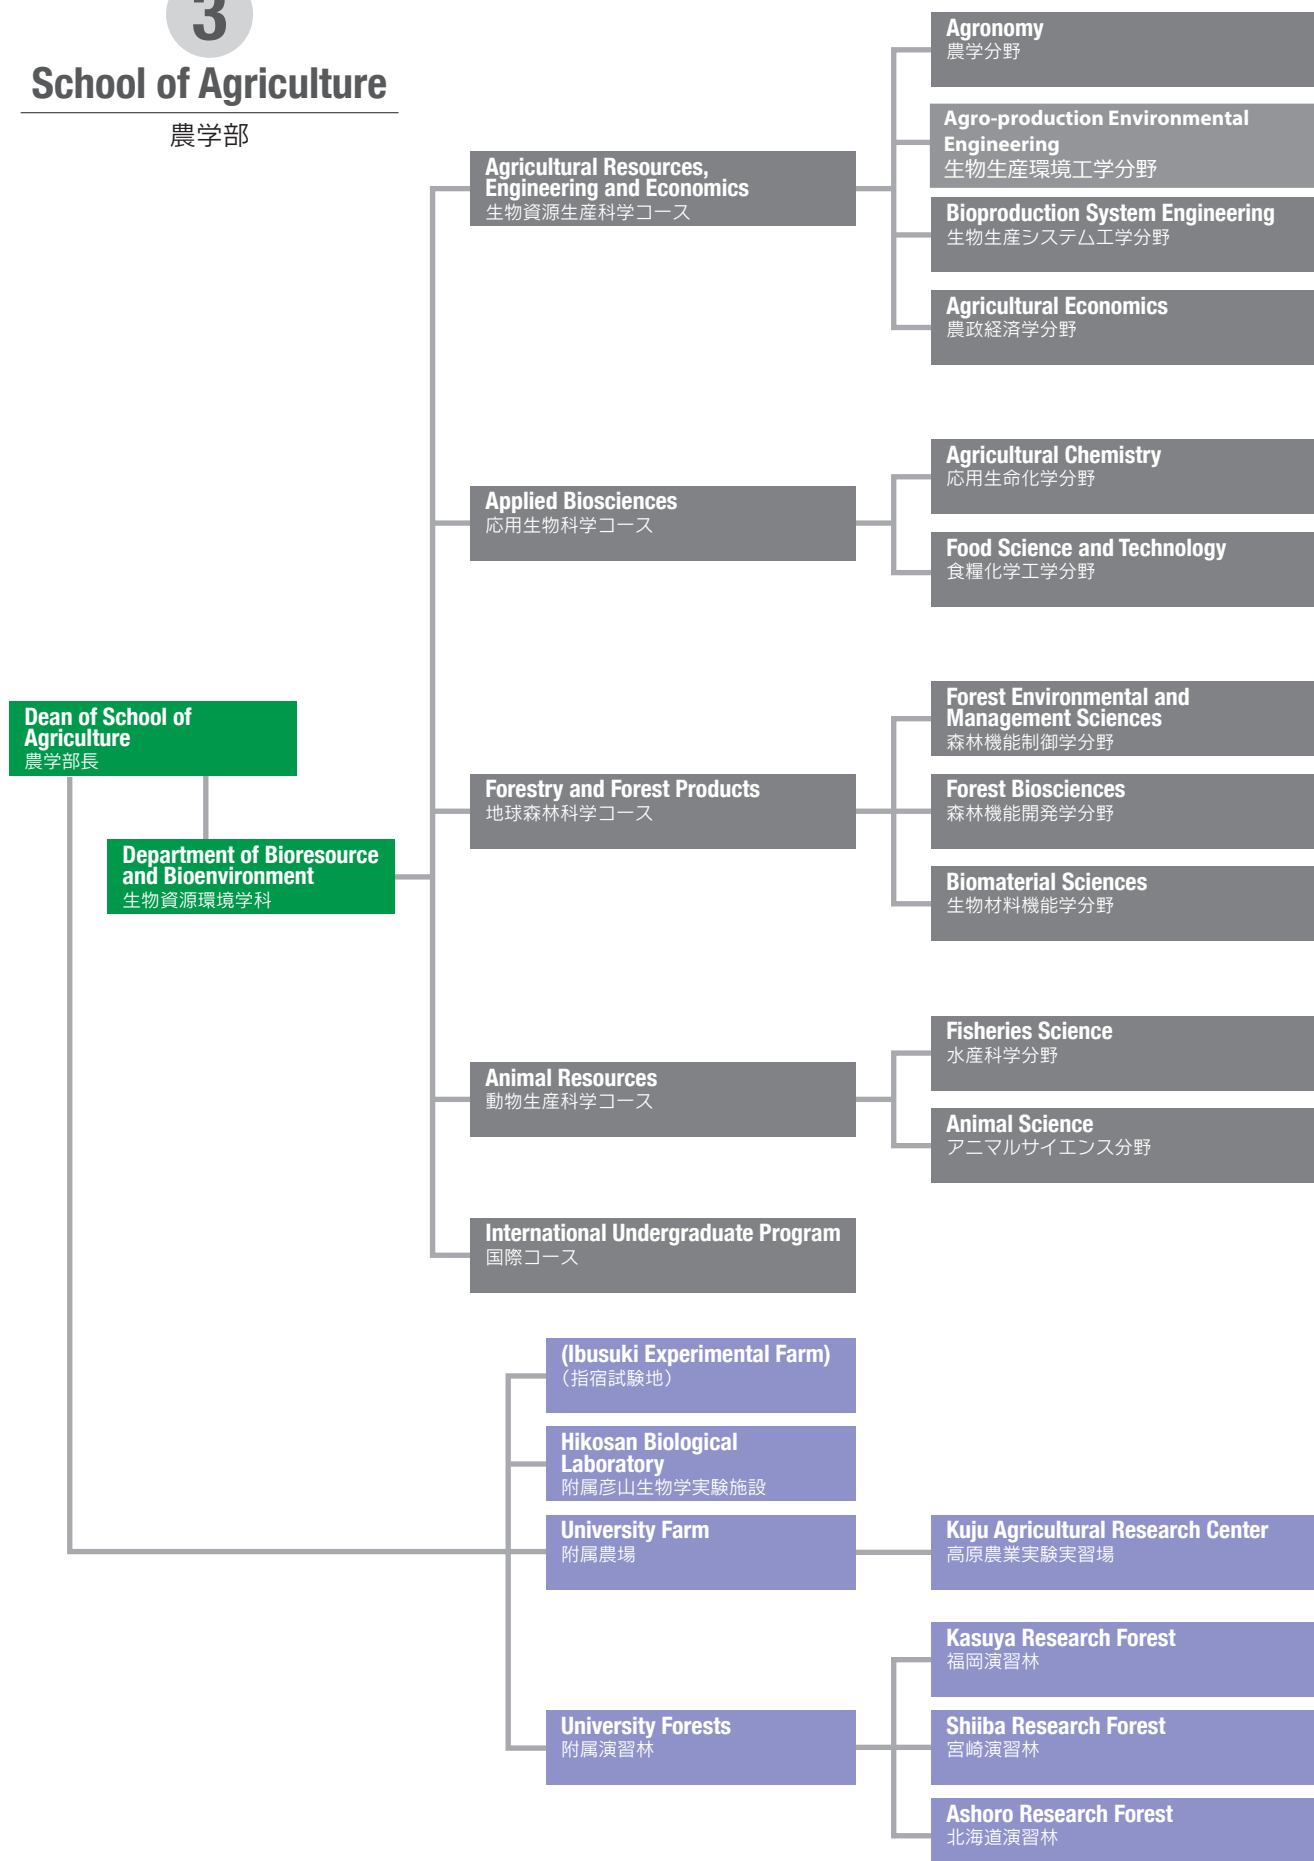 3
School of Agriculture
農学部
Agronomy
農学分野
Agro-production Environmental
Engineering
生物生産環境工学分野
Agricultural Resources,
Engineering and Economics
生物資源生産科学コース
Bioproduction System Engineering
生物生産システム工学分野
Agricultural Economics
農政経済学分野
Agricultural Chemistry
応用生命化学分野
Applied Biosciences
応用生物科学コース
Food Science and Technology
食糧化学工学分野
Dean of School of
Agriculture
農学部長
Forest Environmental and
Management Sciences
森林機能制御学分野
Forestry and Forest Products
地球森林科学コース
Forest Biosciences
森林機能開発学分野
Department of Bioresource
and Bioenvironment
生物資源環境学科
Biomaterial Sciences
生物材料機能学分野
Fisheries Science
水産科学分野
Animal Resources
動物生産科学コース
Animal Science
アニマルサイエンス分野
International Undergraduate Program
国際コース
(Ibusuki Experimental Farm)
（指宿試験地）
Hikosan Biological
Laboratory
附属彦山生物学実験施設
University Farm
附属農場
Kuju Agricultural Research Center
高原農業実験実習場
Kasuya Research Forest
福岡演習林
University Forests
附属演習林
Shiiba Research Forest
宮崎演習林
Ashoro Research Forest
北海道演習林